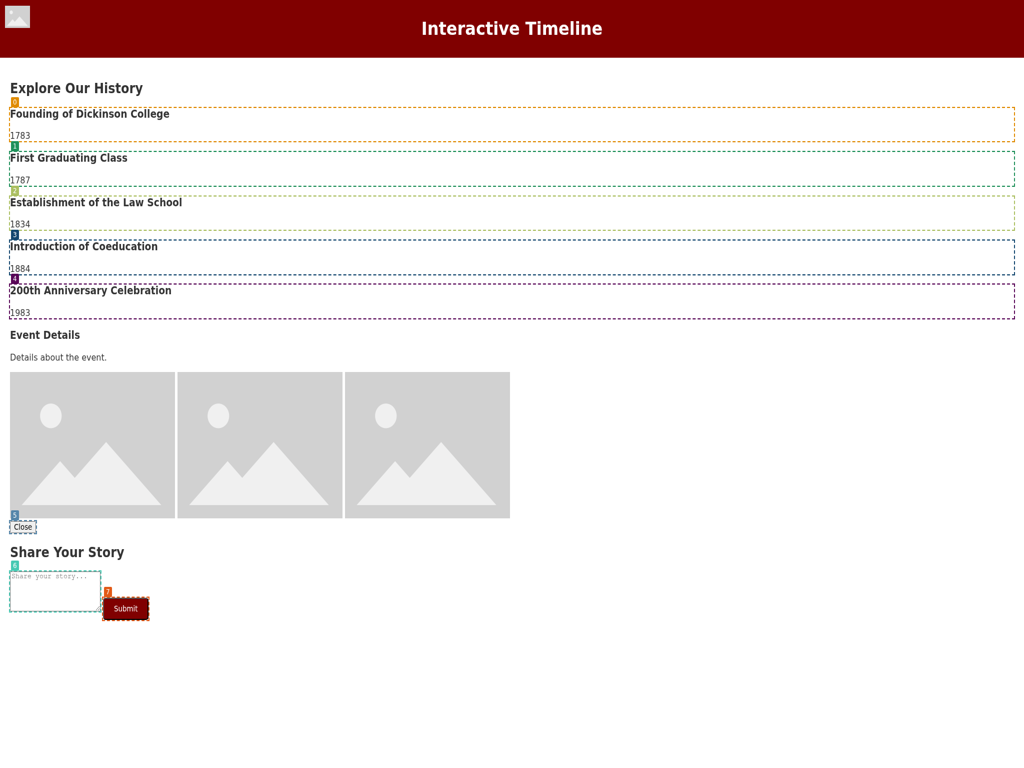 Interactive Timeline
Explore Our History
0
Founding of Dickinson College
1783
1
First Graduating Class
1787
2
Establishment of the Law School
1834
3
Introduction of Coeducation
1884
4
200th Anniversary Celebration
1983
Event Details
Details about the event.
5
Close
Share Your Story
6
Share your story...
7
Submit